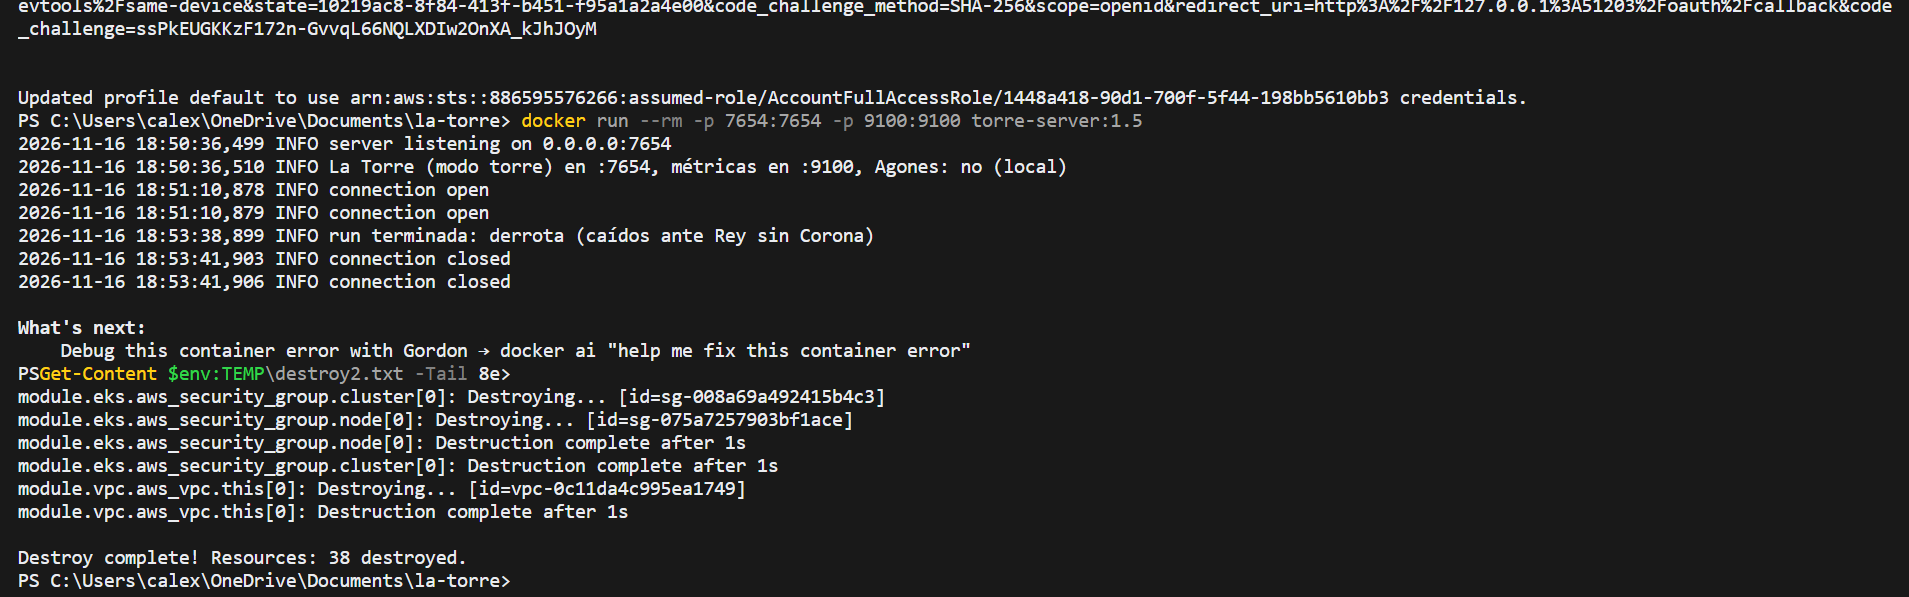 evtools%2Fsame-device&state=10219ac8-8f84-413f-b451-f95a1a2a4e00&code_challenge_method=SHA-256&scope=openid&redirect_uri=http%3A%2F%2F127.0.0.1%3A51203%2Foauth%2Fcallback&code
_challenge=ssPkEUGKKzF172n-GvvqL66NQLXDIw2OnXA_kJhJOyM
Updated profile default to use arn:aws:sts::886595576266:assumed-role/AccountFullAccessRole/1448a418-90d1-700f-5f44-198bb5610bb3 credentials.
PS C:\Users\calex\OneDrive\Documents\la-torre> docker run --rm -p 7654:7654 -p 9100:9100 torre-server:1.5
2026-11-16 18:50:36,499 INFO server listening on 0.0.0.0:7654
2026-11-16 18:50:36,510 INFO La Torre (modo torre) en :7654, métricas en :9100, Agones: no (local)
2026-11-16 18:51:10,878 INFO connection open
2026-11-16 18:51:10,879 INFO connection open
2026-11-16 18:53:38,899 INFO run terminada: derrota (caídos ante Rey sin Corona)
2026-11-16 18:53:41,903 INFO connection closed
2026-11-16 18:53:41,906 INFO connection closed
What's next:
    Debug this container error with Gordon → docker ai "help me fix this container error"
PSGet-Content $env:TEMP\destroy2.txt -Tail 8e>
module.eks.aws_security_group.cluster[0]: Destroying... [id=sg-008a69a492415b4c3]
module.eks.aws_security_group.node[0]: Destroying... [id=sg-075a7257903bf1ace]
module.eks.aws_security_group.node[0]: Destruction complete after 1s
module.eks.aws_security_group.cluster[0]: Destruction complete after 1s
module.vpc.aws_vpc.this[0]: Destroying... [id=vpc-0c11da4c995ea1749]
module.vpc.aws_vpc.this[0]: Destruction complete after 1s
Destroy complete! Resources: 38 destroyed.
PS C:\Users\calex\OneDrive\Documents\la-torre>